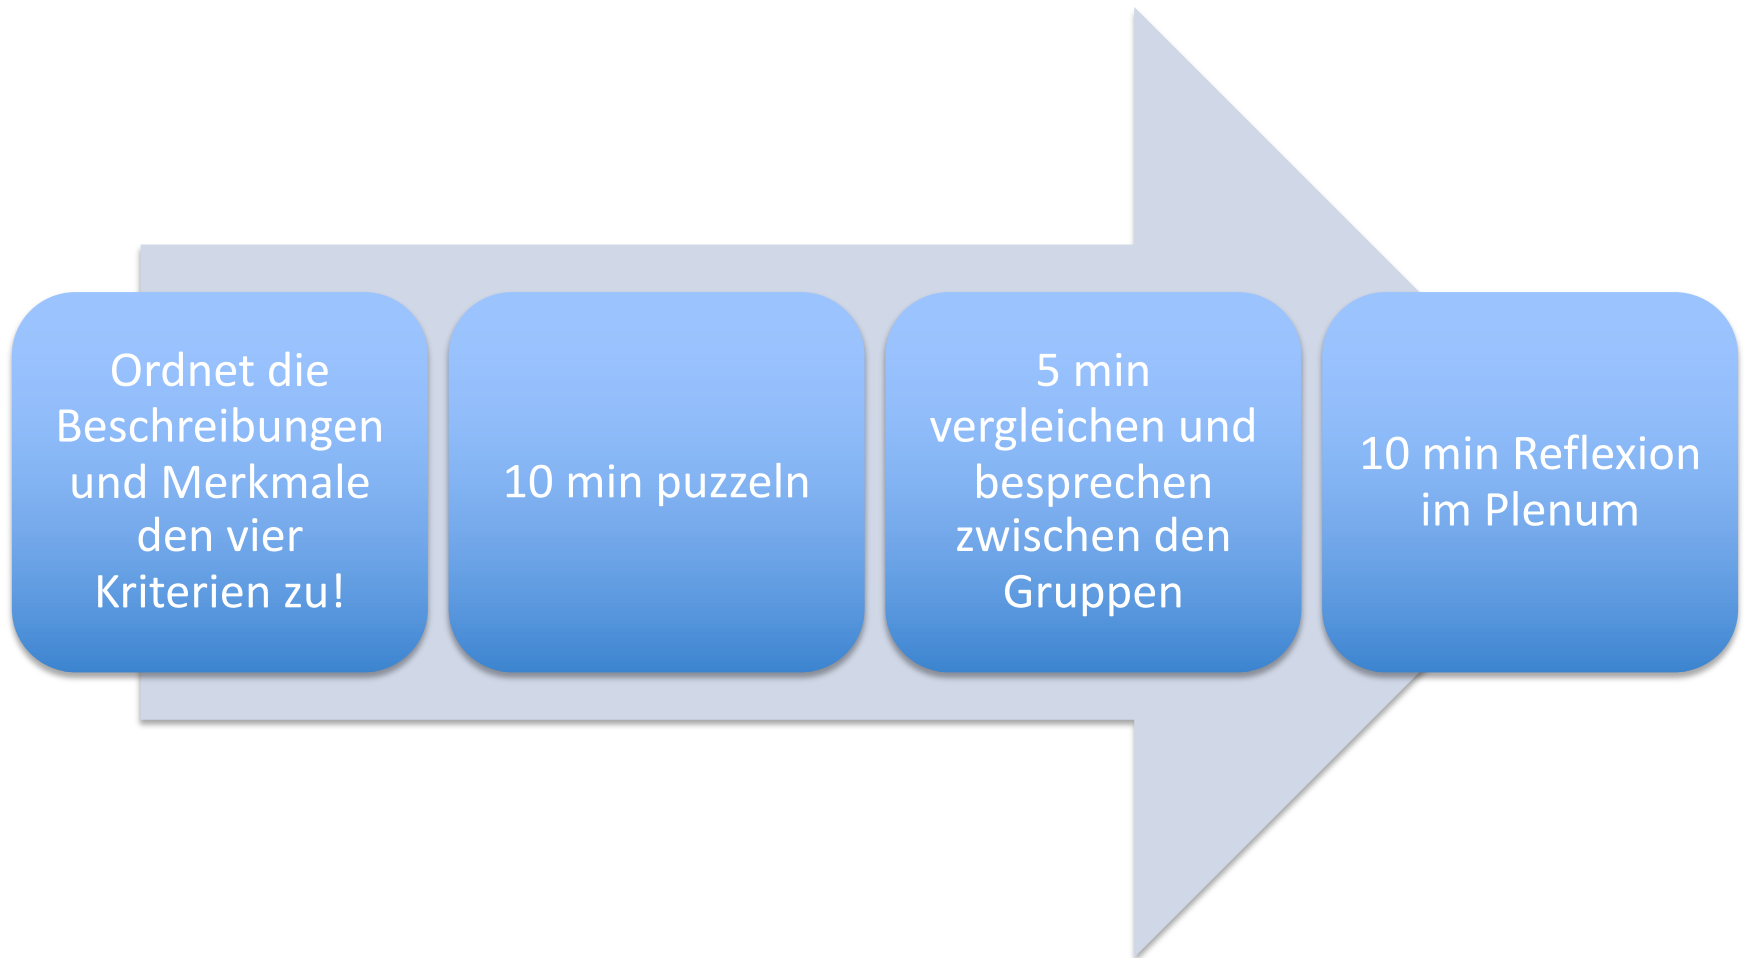 Ordnet die
Beschreibungen
und Merkmale
den vier
Kriterien zu!
10 min puzzeln
5 min
vergleichen und
besprechen
zwischen den
Gruppen
10 min Reflexion
im Plenum